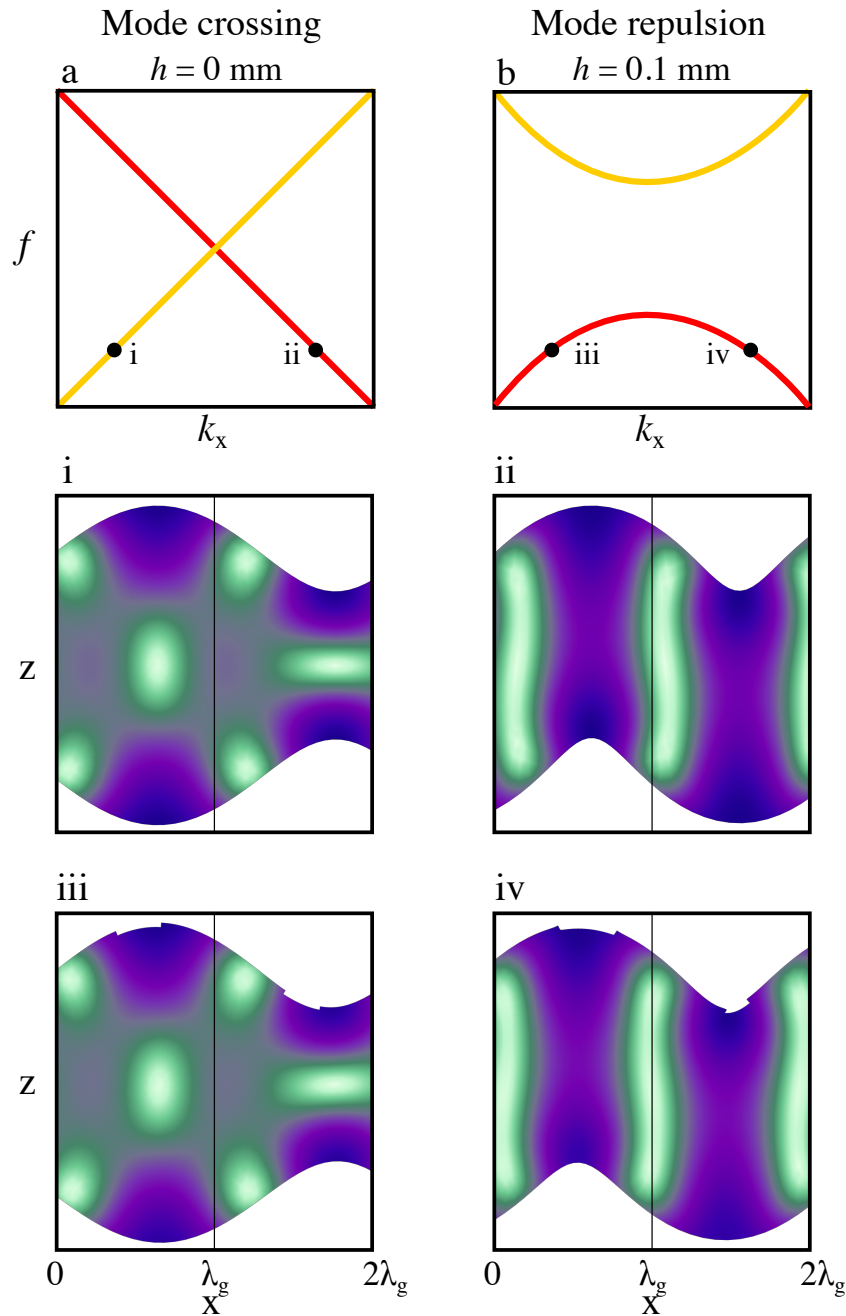 Mode crossing
Mode repulsion
a
h = 0 mm
b
h = 0.1 mm
f
i
ii
iii
iv
kx
kx
i
ii
z
iii
iv
z
0
λg
2λg
0
λg
2λg
x
x